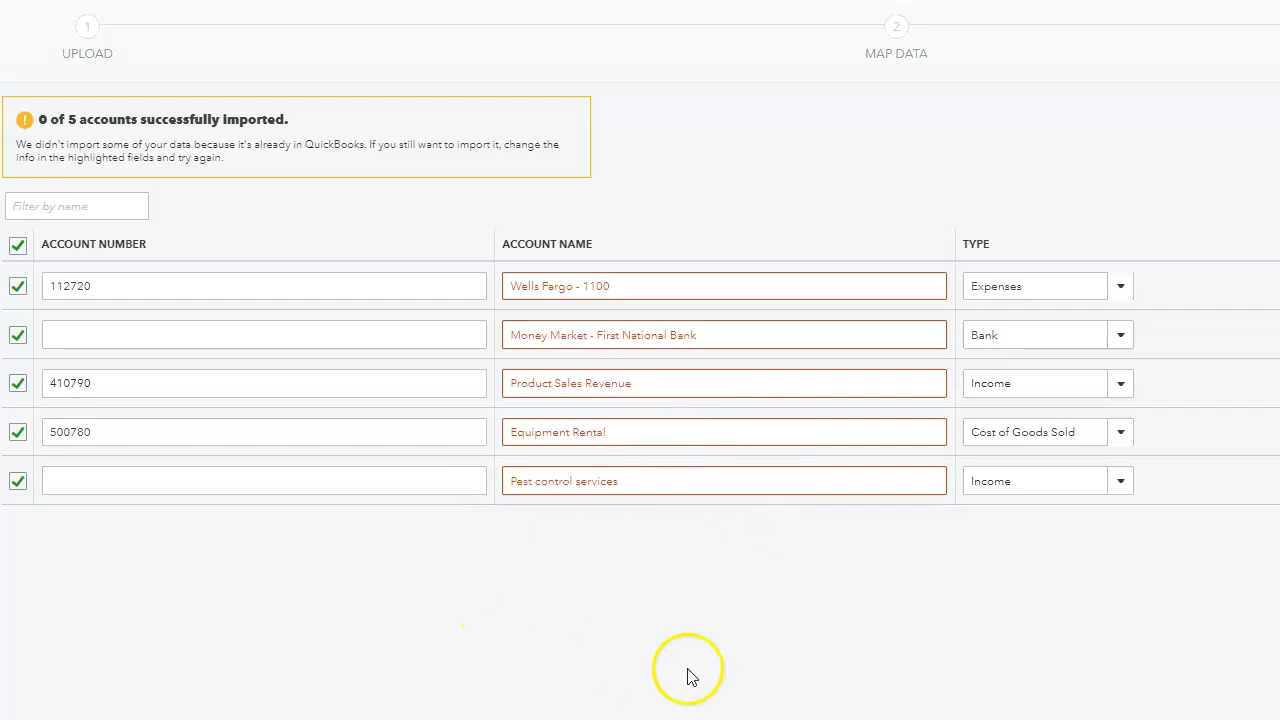 1
2
UPLOAD
MAP DATA
! 0 of 5 accounts successfully imported.
We didn't import some of your data because it's already in QuickBooks. If you still want to import it, change the
info in the highlighted fields and try again.
Filter by name
ACCOUNT NUMBER ACCOUNT NAME TYPE
112720 Wells Fargo - 1100 Expenses
Money Market - First National Bank Bank
410790 Product Sales Revenue Income
500780 Equipment Rental Cost of Goods Sold
Pest control services Income